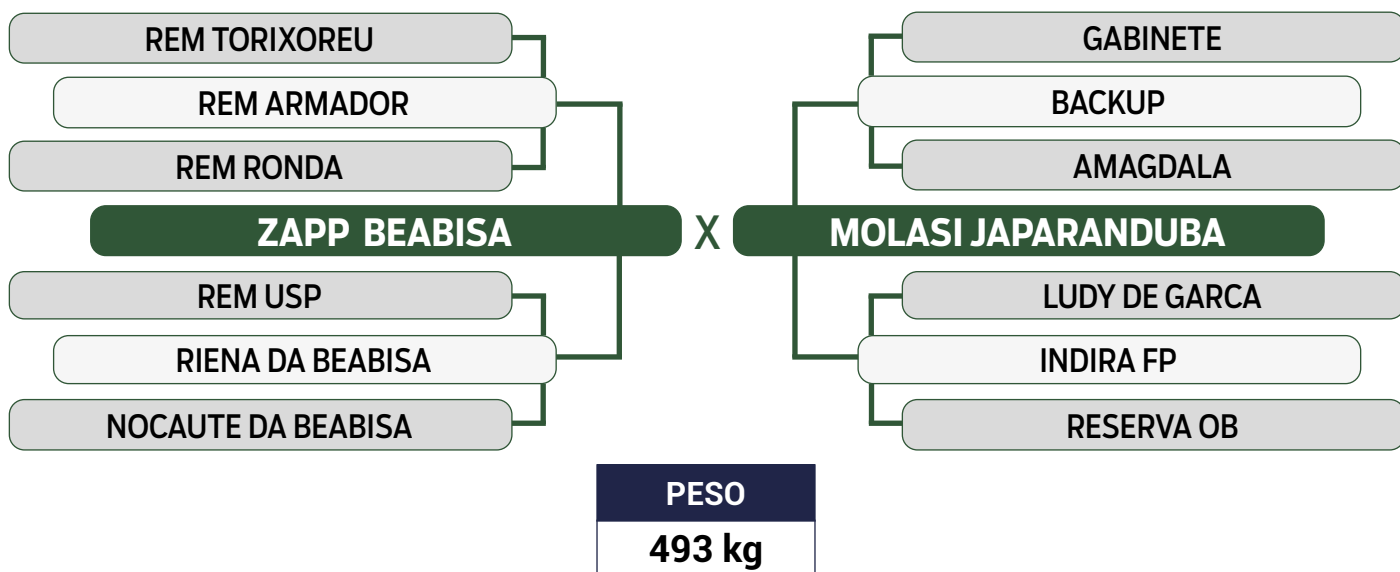 REM TORIXOREU
GABINETE
REM ARMADOR
BACKUP
REM RONDA
AMAGDALA
ZAPP BEABISA X MOLASI JAPARANDUBA
REM USP
LUDY DE GARCA
RIENA DA BEABISA
INDIRA FP
NOCAUTE DA BEABISA
RESERVA OB
PESO
493 kg